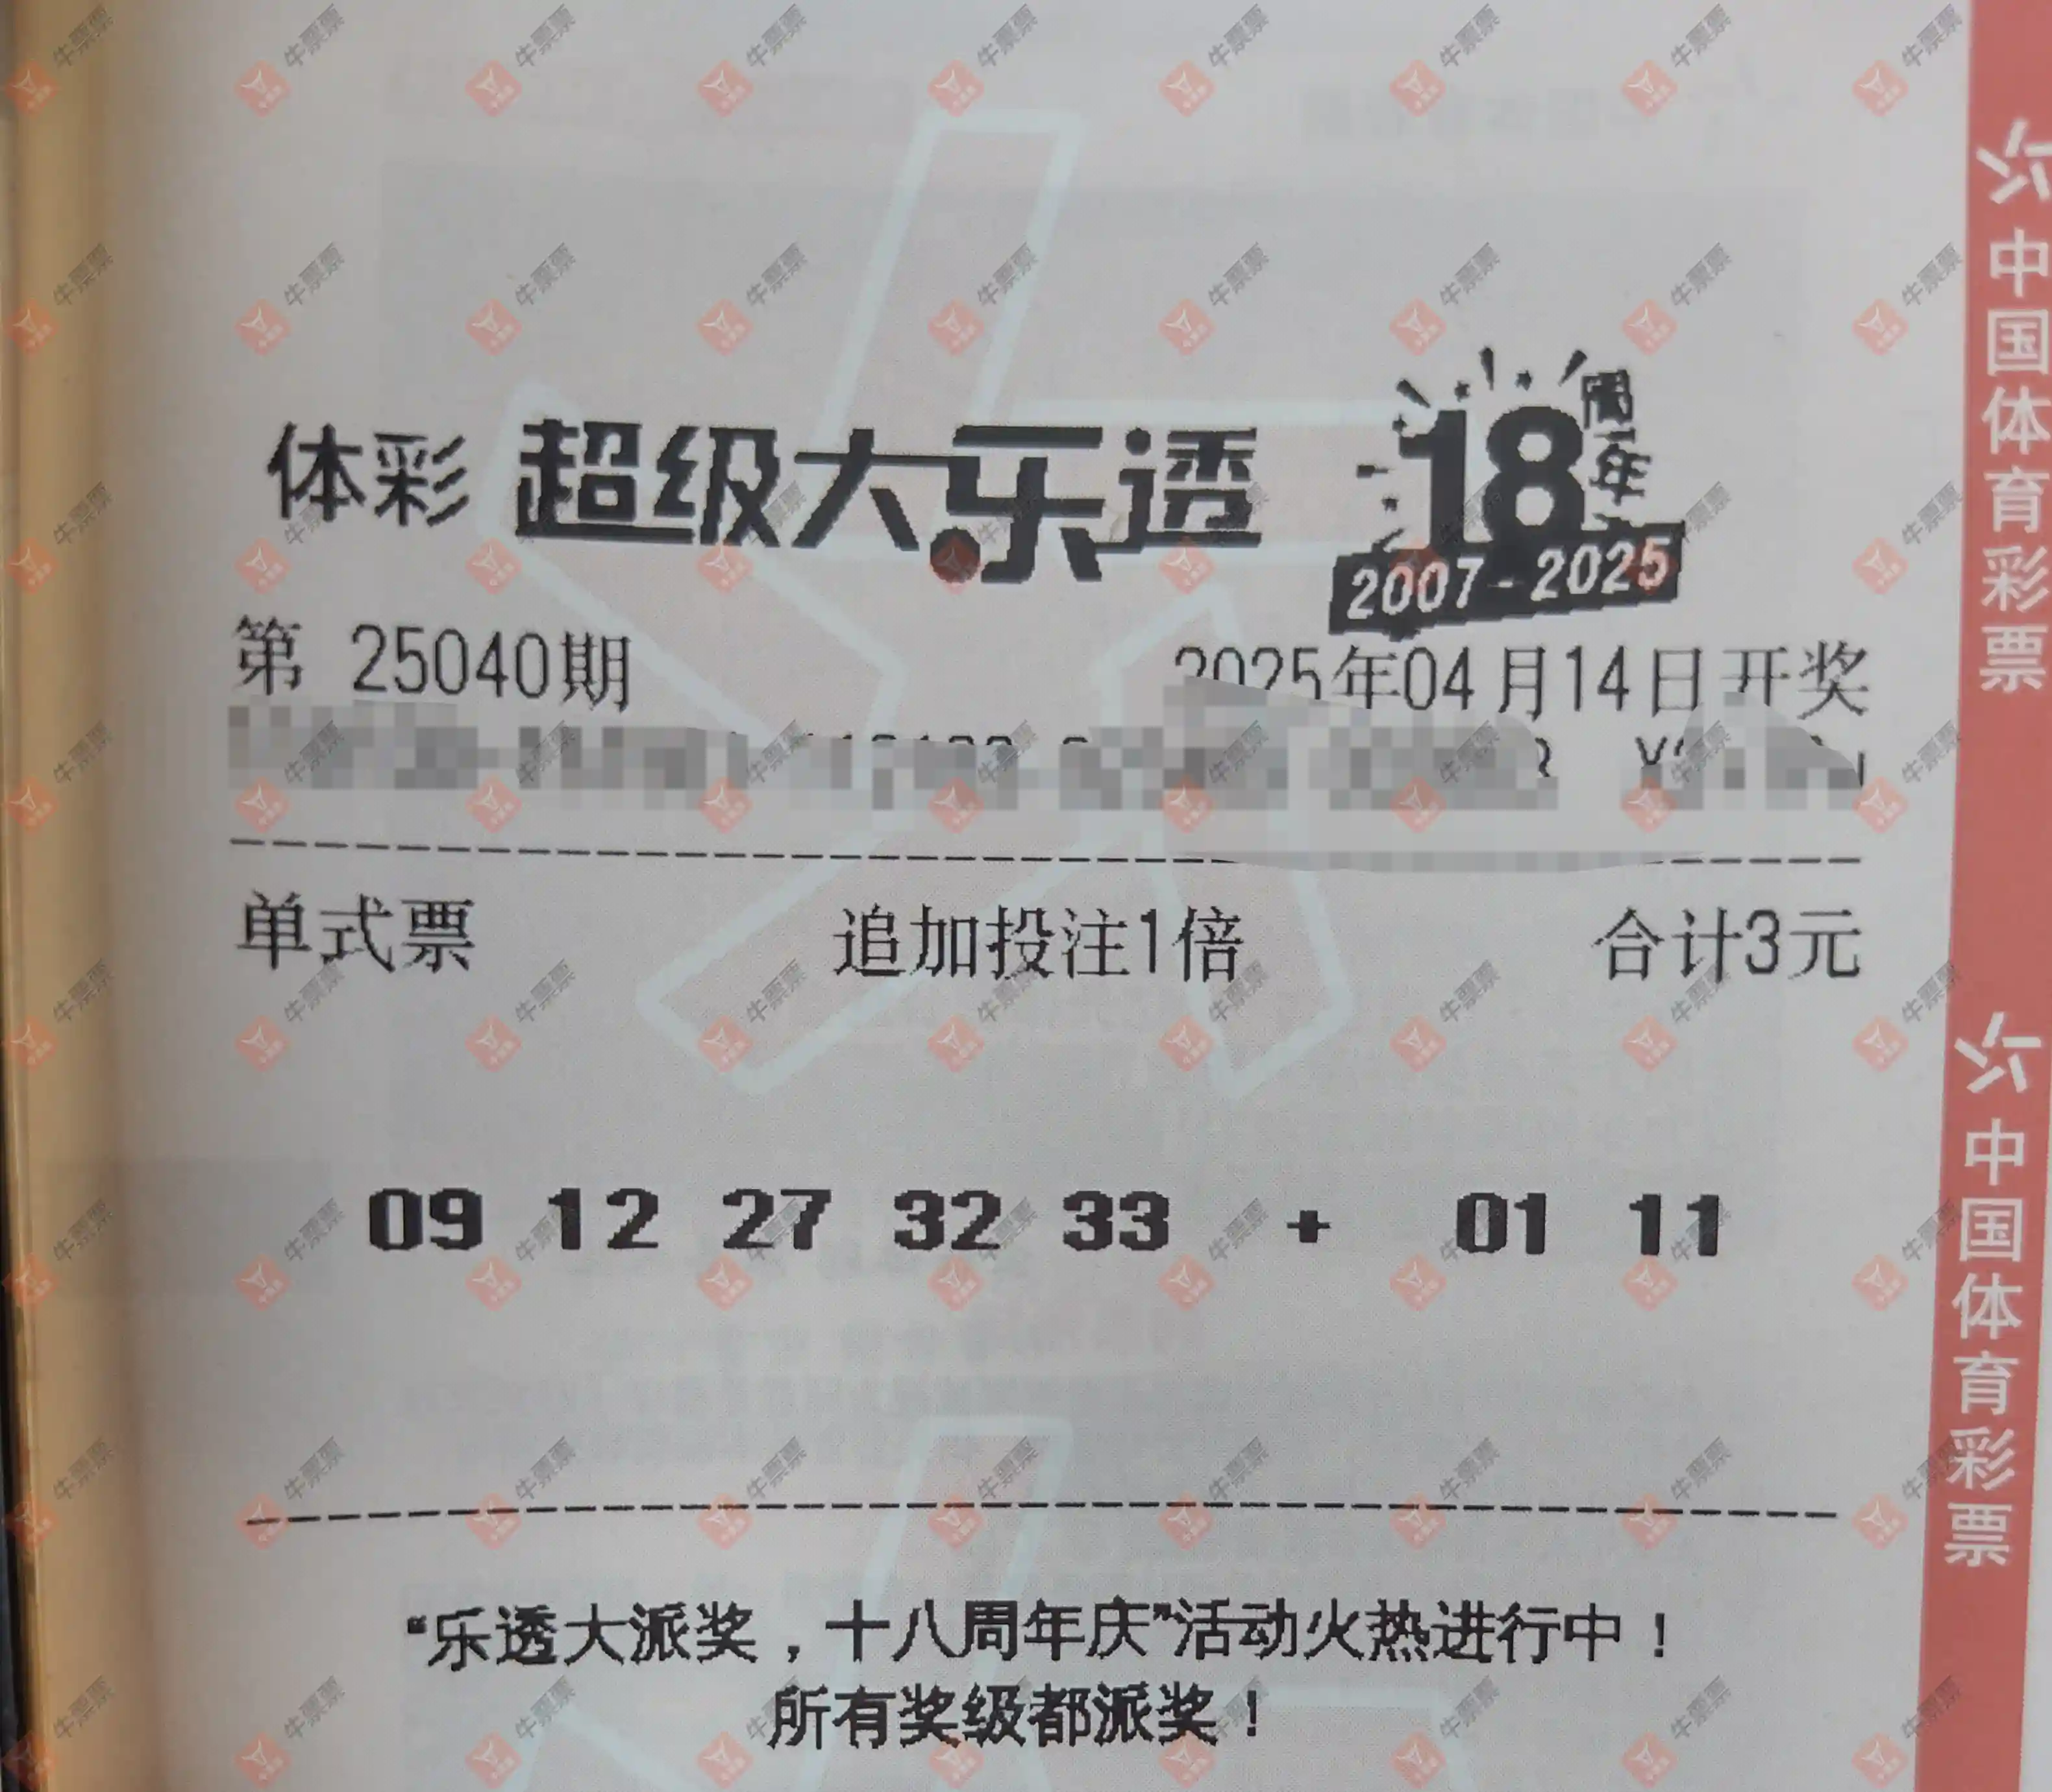 体彩 超级大乐透 18周年
2007-2025
第 25040期 2025年04月14日开奖
单式票 追加投注1倍 合计3元
09 12 27 32 33 + 01 11
“乐透大派奖,十八周年庆”活动火热进行中!
所有奖级都派奖!
中国体育彩票
中国体育彩票
牛票票